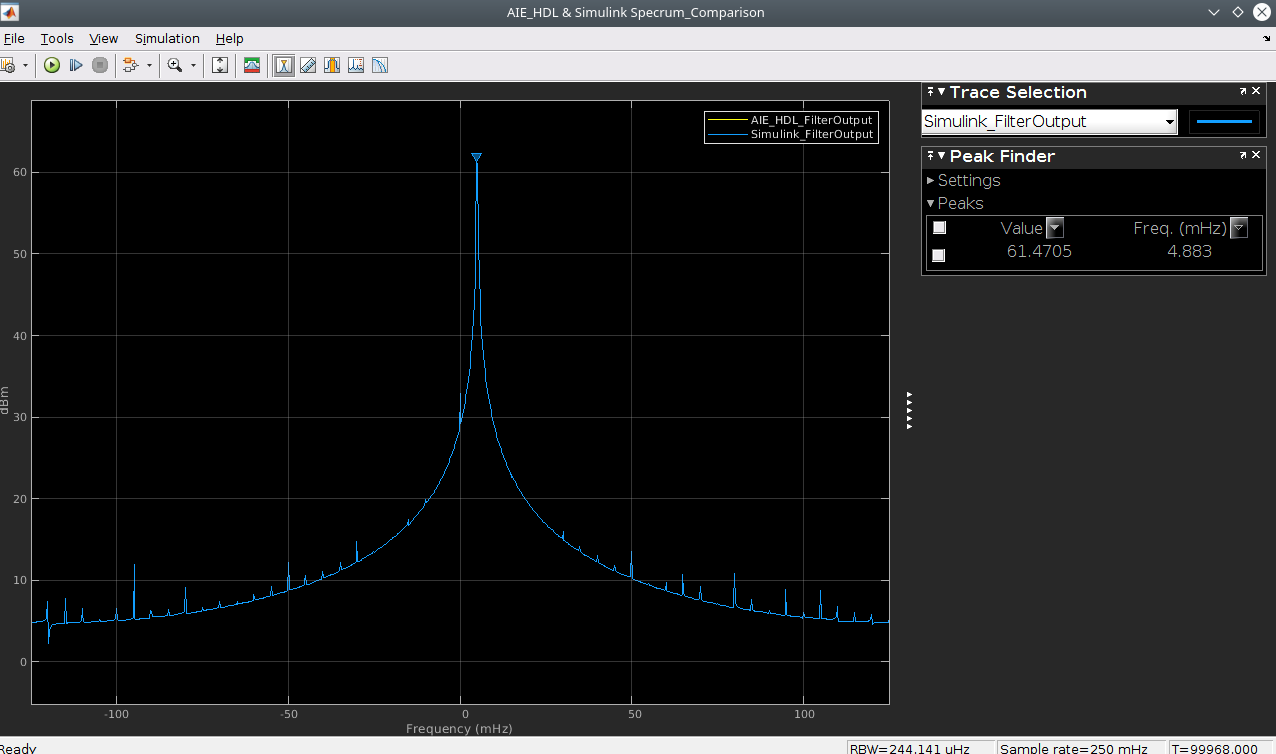 AIE_HDL & Simulink Specrum_Comparison
File Tools View Simulation Help
AIE_HDL_FilterOutput
Simulink_FilterOutput
60
50
40
30
20
10
0
dBm
-100 -50 0 50 100
Frequency (mHz)
Trace Selection
Simulink_FilterOutput
Peak Finder
Settings
Peaks
Value Freq. (mHz)
61.4705 4.883
Ready RBW=244.141 uHz Sample rate=250 mHz T=99968.000